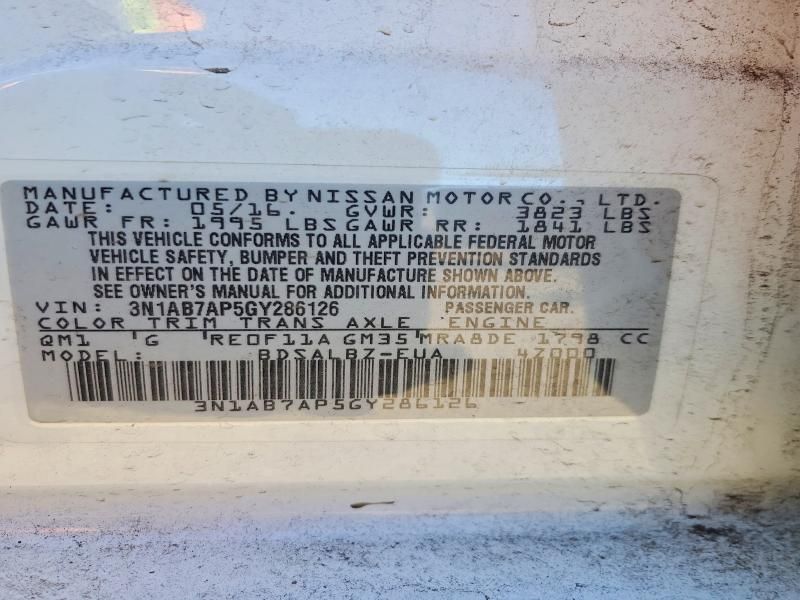 MANUFACTURED BY NISSAN MOTOR CO., LTD.
DATE: 05/16. GVWR: 3823 LBS
GAWR FR: 1995 LBS GAWR RR: 1841 LBS
THIS VEHICLE CONFORMS TO ALL APPLICABLE FEDERAL MOTOR
VEHICLE SAFETY, BUMPER AND THEFT PREVENTION STANDARDS
IN EFFECT ON THE DATE OF MANUFACTURE SHOWN ABOVE.
SEE OWNER'S MANUAL FOR ADDITIONAL INFORMATION.
VIN: 3N1AB7AP5GY286126 PASSENGER CAR.
COLOR TRIM TRANS AXLE ENGINE
QM1 G RE0F11A GM35 MRA8DE 1798 CC
MODEL: BDSALBZ-EUA 47000
3N1AB7AP5GY286126